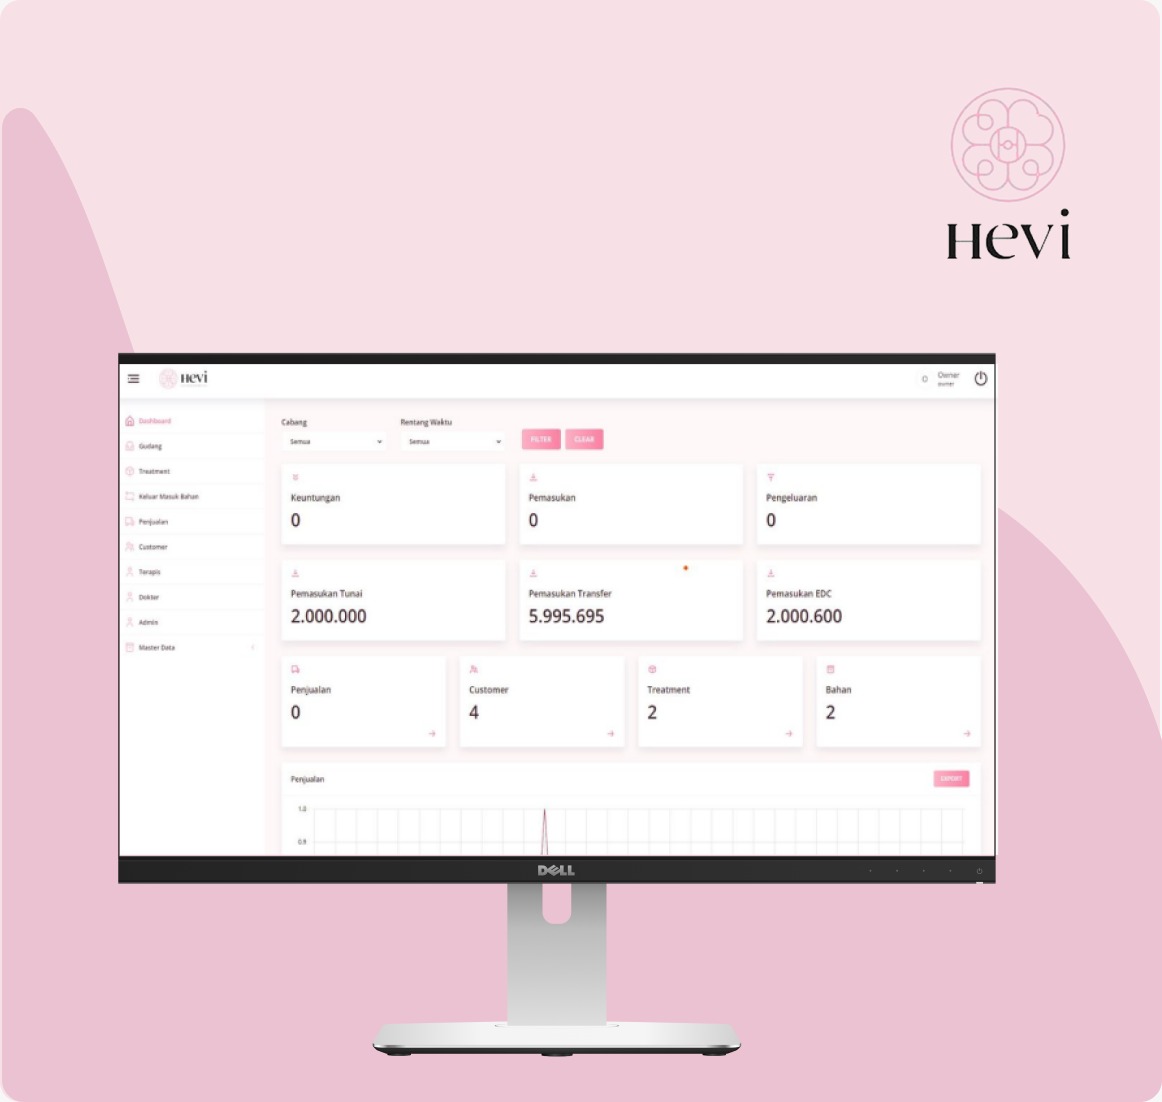 Hevi
Hevi
0 Owner
owner
Dashboard
Gudang
Treatment
Keluar Masuk Bahan
Penjualan
Customer
Terapis
Dokter
Admin
Master Data
Cabang Rentang Waktu
Semua Semua FILTER CLEAR
Keuntungan Pemasukan Pengeluaran
0 0 0
Pemasukan Tunai Pemasukan Transfer Pemasukan EDC
2.000.000 5.995.695 2.000.600
Penjualan Customer Treatment Bahan
0 4 2 2
Penjualan EXPORT
1.0
0.9
DELL